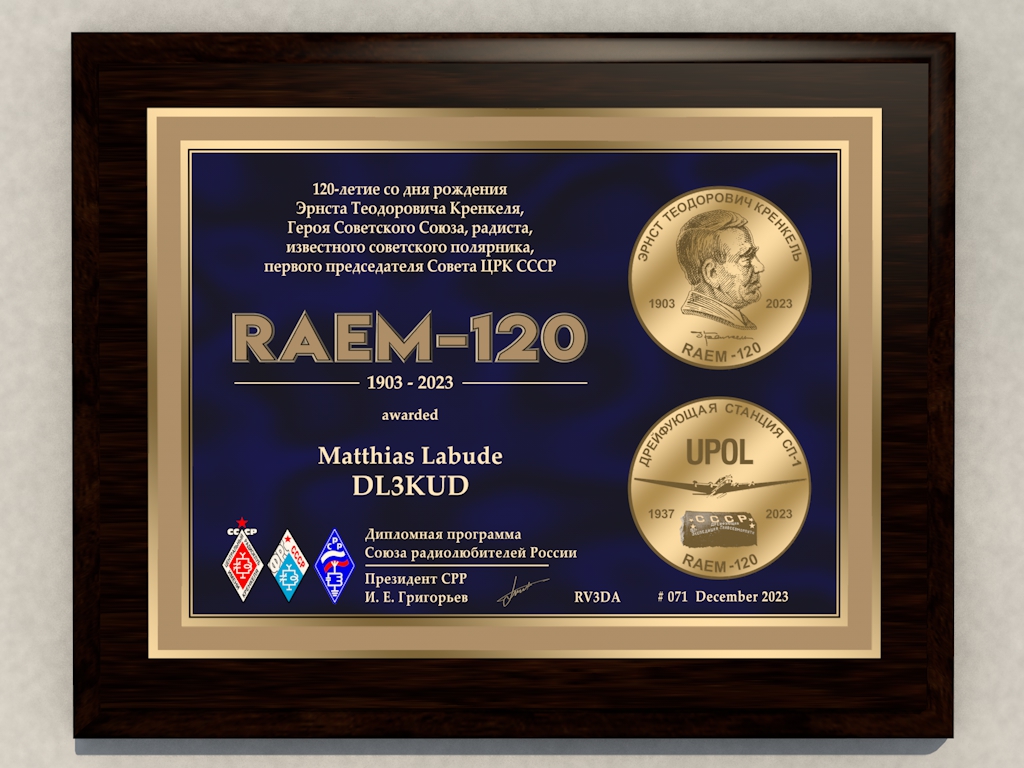 120-летие со дня рождения
Эрнста Теодоровича Кренкеля,
Героя Советского Союза, радиста,
известного советского полярника,
первого председателя Совета ЦРК СССР
RAEM-120
1903 - 2023
awarded
Matthias Labude
DL3KUD
ЭРНСТ ТЕОДОРОВИЧ КРЕНКЕЛЬ
1903
2023
RAEM -120
ДРЕЙФУЮЩАЯ СТАНЦИЯ СП-1
UPOL
1937
2023
СССР
RAEM -120
СССР
СССР
СРР
Дипломная программа
Союза радиолюбителей России
Президент СРР
И. Е. Григорьев
RV3DA
# 071 December 2023